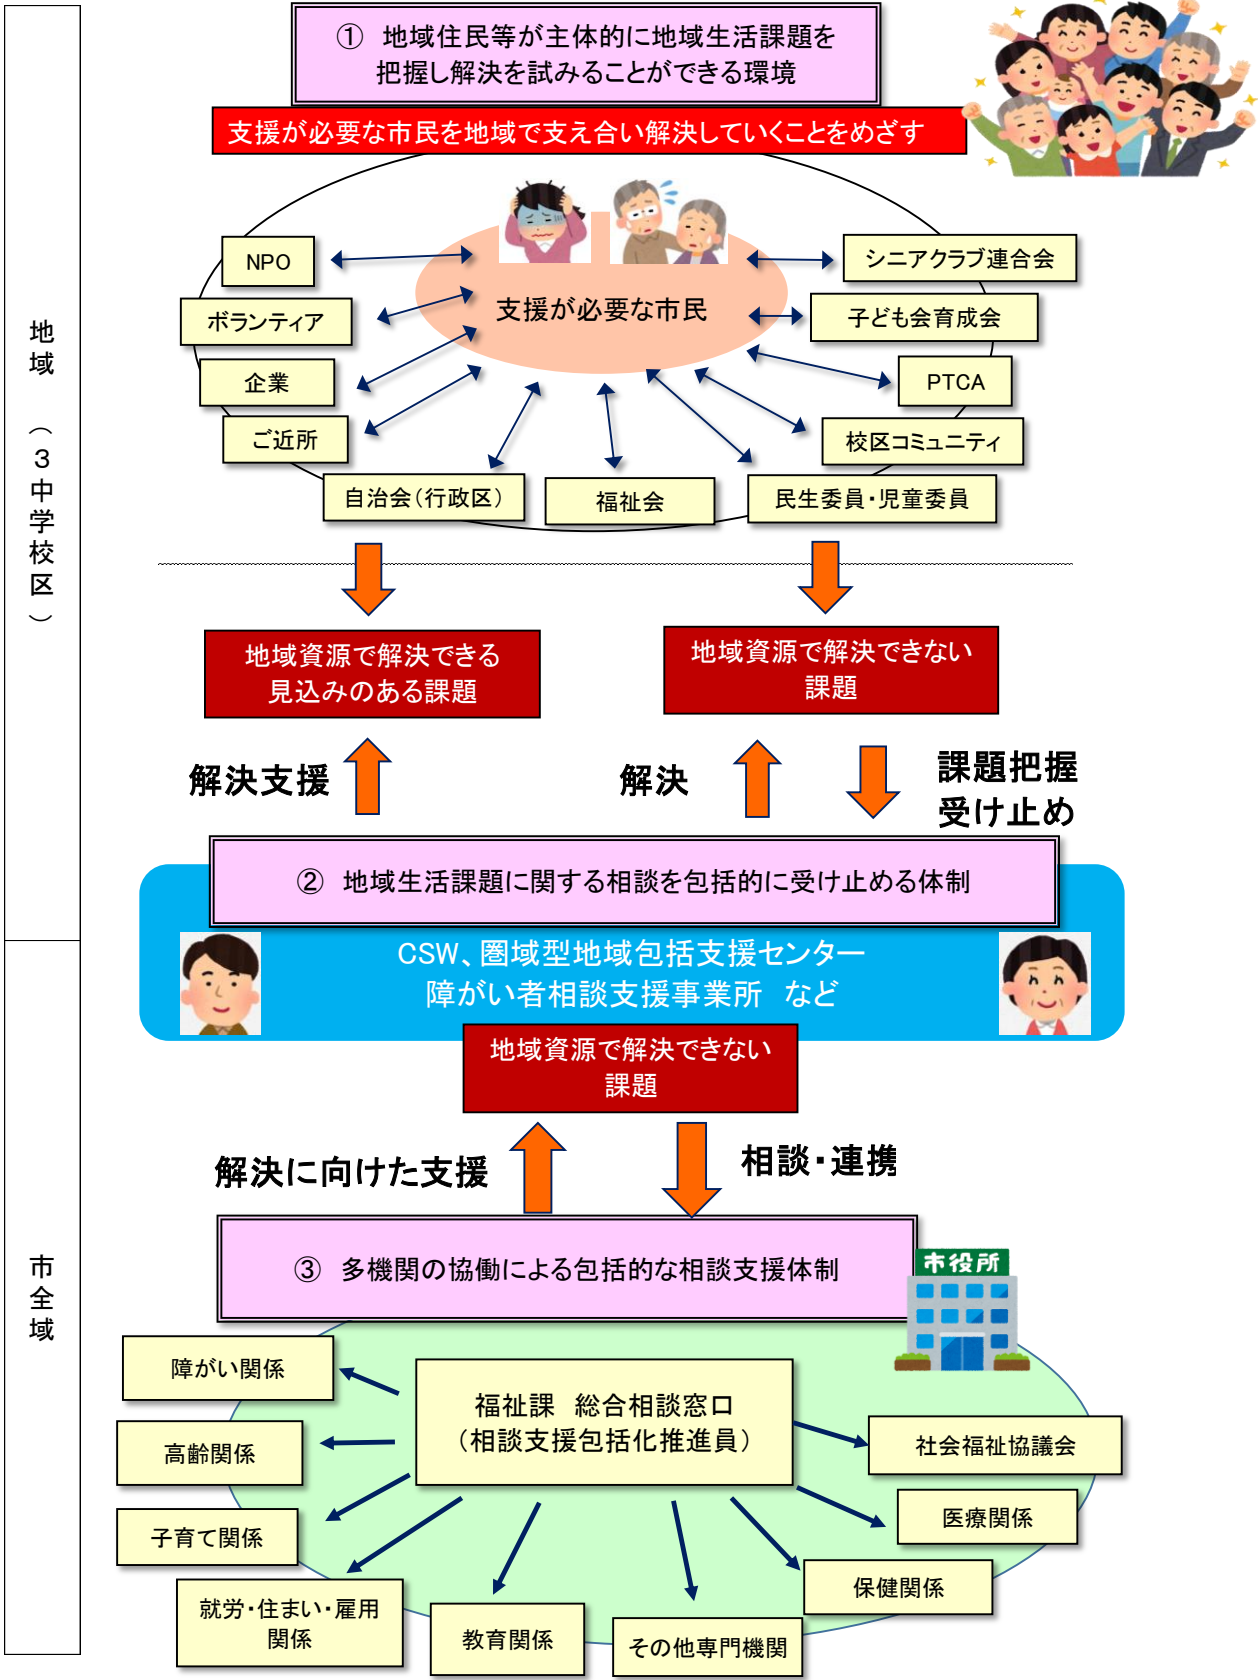 ① 地域住民等が主体的に地域生活課題を
把握し解決を試みることができる環境
支援が必要な市民を地域で支え合い解決していくことをめざす
支援が必要な市民
NPO
ボランティア
企業
ご近所
自治会（行政区）
福祉会
民生委員・児童委員
校区コミュニティ
PTCA
子ども会育成会
シニアクラブ連合会
地域（３中学校区）
地域資源で解決できる
見込みのある課題
地域資源で解決できない
課題
解決支援
解決
課題把握
受け止め
② 地域生活課題に関する相談を包括的に受け止める体制
CSW、圏域型地域包括支援センター
障がい者相談支援事業所 など
地域資源で解決できない
課題
解決に向けた支援
相談・連携
市全域
③ 多機関の協働による包括的な相談支援体制
市役所
福祉課 総合相談窓口
（相談支援包括化推進員）
障がい関係
高齢関係
子育て関係
就労・住まい・雇用
関係
教育関係
その他専門機関
保健関係
医療関係
社会福祉協議会